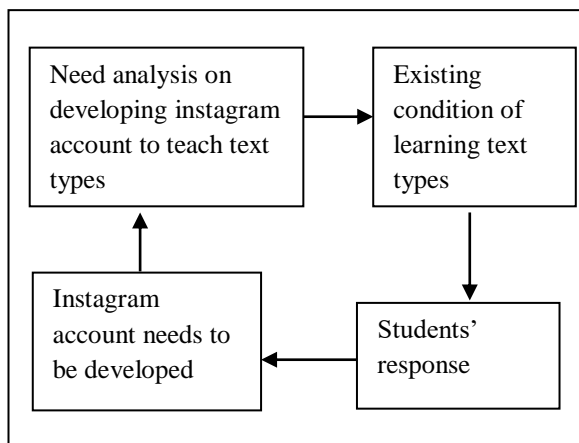 Need analysis on
developing instagram
account to teach text
types
Existing
condition of
learning text
types
Instagram
account needs to
be developed
Students’
response